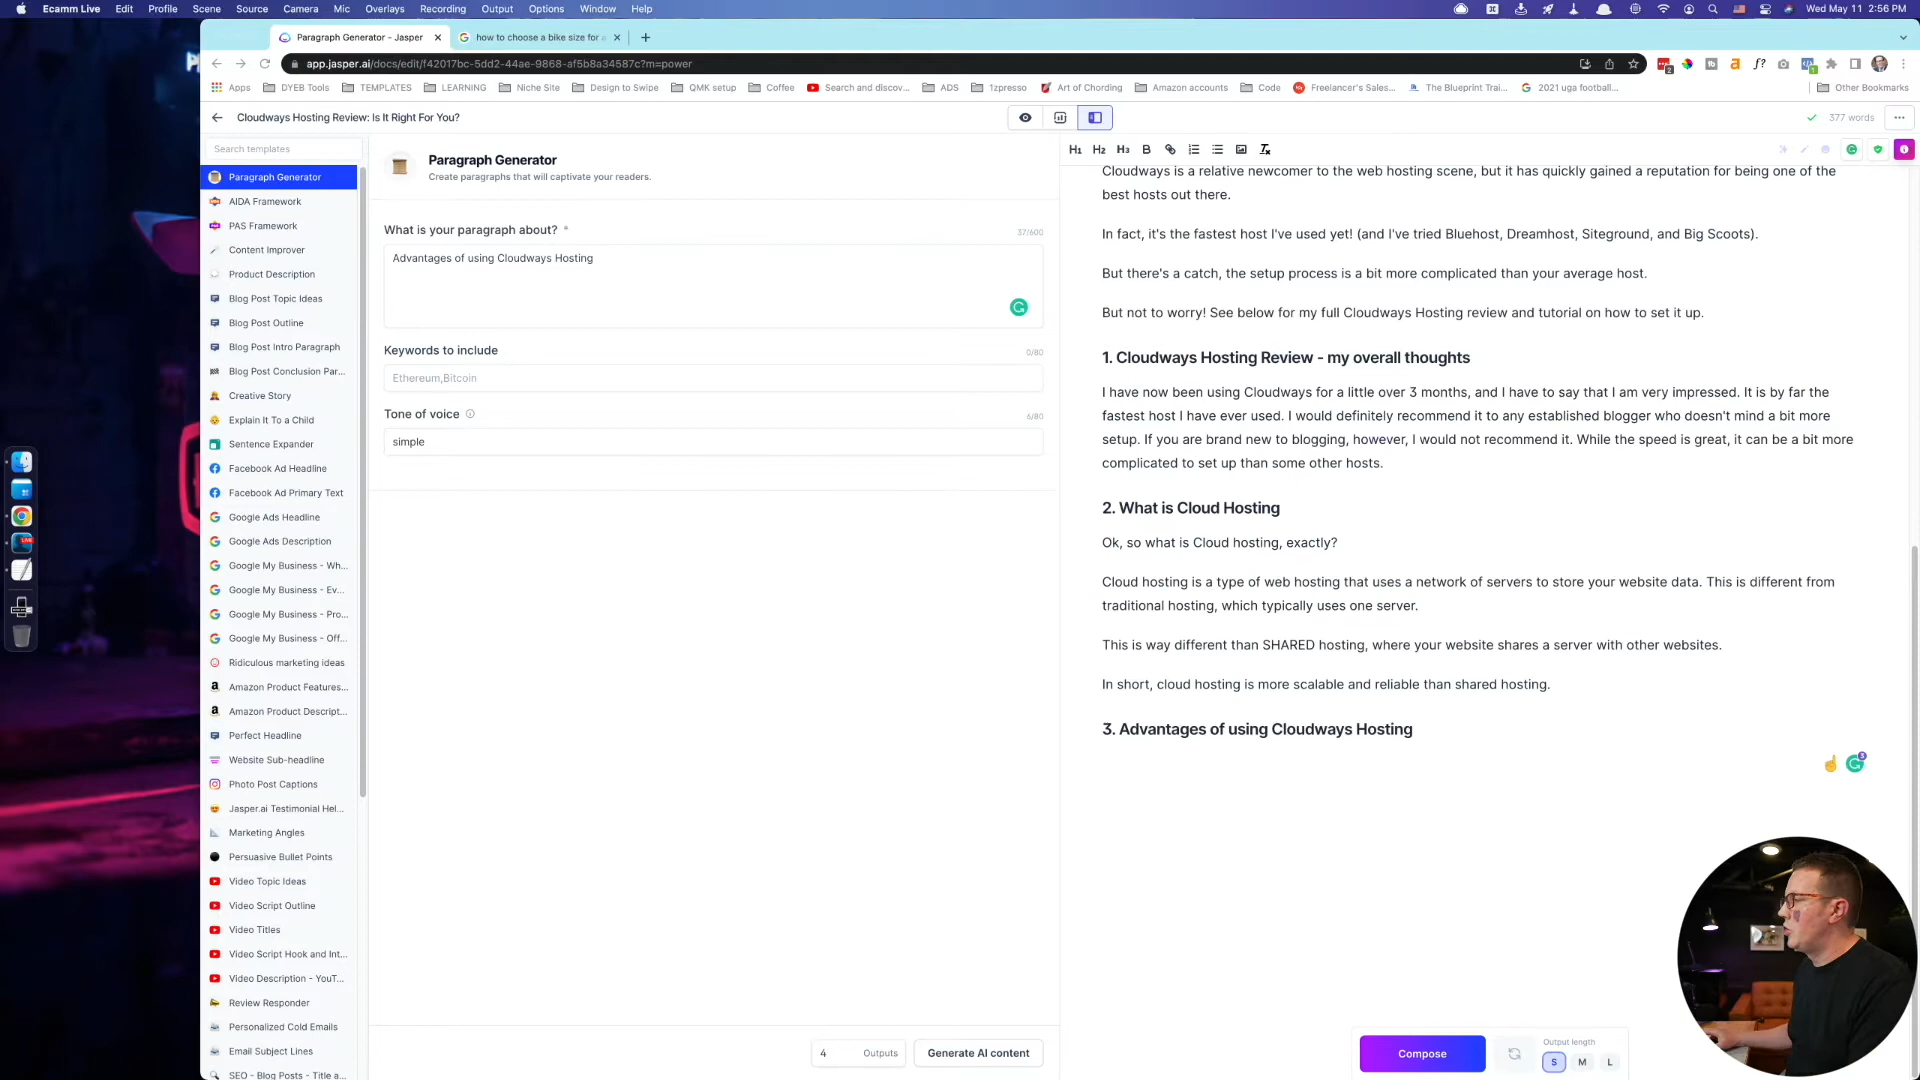 Ecamm Live Edit Profile Scene Source Camera Mic Overlays Recording Output Options Window Help
Wed May 11 2:56 PM
Paragraph Generator - Jasper
how to choose a bike size for a
app.jasper.ai/docs/edit/f42017bc-5dd2-44ae-9868-af5b8a34587c?m=power
Apps DYEB Tools TEMPLATES LEARNING Niche Site Design to Swipe QMK setup Coffee Search and discov... ADS 1zpresso Art of Chording Amazon accounts Code Freelancer's Sales... The Blueprint Trai... 2021 uga football... Other Bookmarks
Cloudways Hosting Review: Is It Right For You?
377 words
Search templates
Paragraph Generator
AIDA Framework
PAS Framework
Content Improver
Product Description
Blog Post Topic Ideas
Blog Post Outline
Blog Post Intro Paragraph
Blog Post Conclusion Par...
Creative Story
Explain It To a Child
Sentence Expander
Facebook Ad Headline
Facebook Ad Primary Text
Google Ads Headline
Google Ads Description
Google My Business - Wh...
Google My Business - Ev...
Google My Business - Pro...
Google My Business - Off...
Ridiculous marketing ideas
Amazon Product Features...
Amazon Product Descript...
Perfect Headline
Website Sub-headline
Photo Post Captions
Jasper.ai Testimonial Hel...
Marketing Angles
Persuasive Bullet Points
Video Topic Ideas
Video Script Outline
Video Titles
Video Script Hook and Int...
Video Description - YouT...
Review Responder
Personalized Cold Emails
Email Subject Lines
SEO - Blog Posts - Title a...
Paragraph Generator
Create paragraphs that will captivate your readers.
What is your paragraph about? *
37/600
Advantages of using Cloudways Hosting
Keywords to include
0/80
Ethereum,Bitcoin
Tone of voice
6/80
simple
4 Outputs
Generate AI content
H1 H2 H3 B
Cloudways is a relative newcomer to the web hosting scene, but it has quickly gained a reputation for being one of the
best hosts out there.
In fact, it's the fastest host I've used yet! (and I've tried Bluehost, Dreamhost, Siteground, and Big Scoots).
But there's a catch, the setup process is a bit more complicated than your average host.
But not to worry! See below for my full Cloudways Hosting review and tutorial on how to set it up.
1. Cloudways Hosting Review - my overall thoughts
I have now been using Cloudways for a little over 3 months, and I have to say that I am very impressed. It is by far the
fastest host I have ever used. I would definitely recommend it to any established blogger who doesn't mind a bit more
setup. If you are brand new to blogging, however, I would not recommend it. While the speed is great, it can be a bit more
complicated to set up than some other hosts.
2. What is Cloud Hosting
Ok, so what is Cloud hosting, exactly?
Cloud hosting is a type of web hosting that uses a network of servers to store your website data. This is different from
traditional hosting, which typically uses one server.
This is way different than SHARED hosting, where your website shares a server with other websites.
In short, cloud hosting is more scalable and reliable than shared hosting.
3. Advantages of using Cloudways Hosting
Compose
Output length
S M L